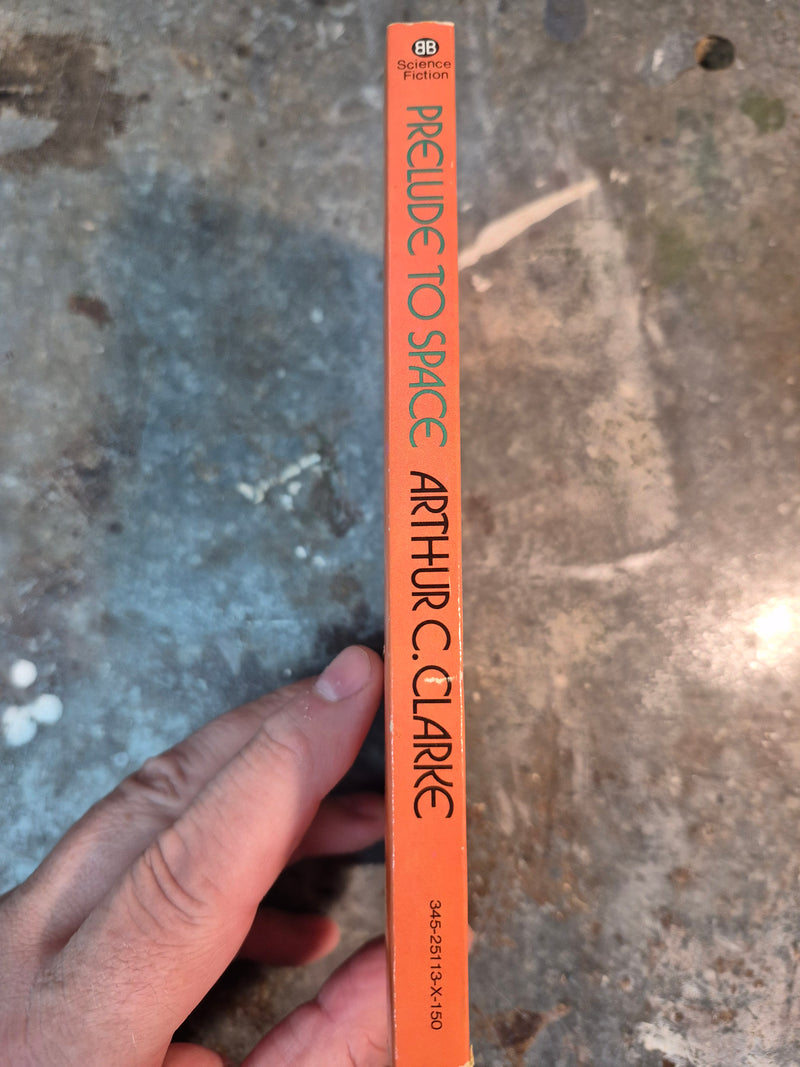 BB
Science
Fiction
PRELUDE TO SPACE ARTHUR C. CLARKE
345-25113-X-150